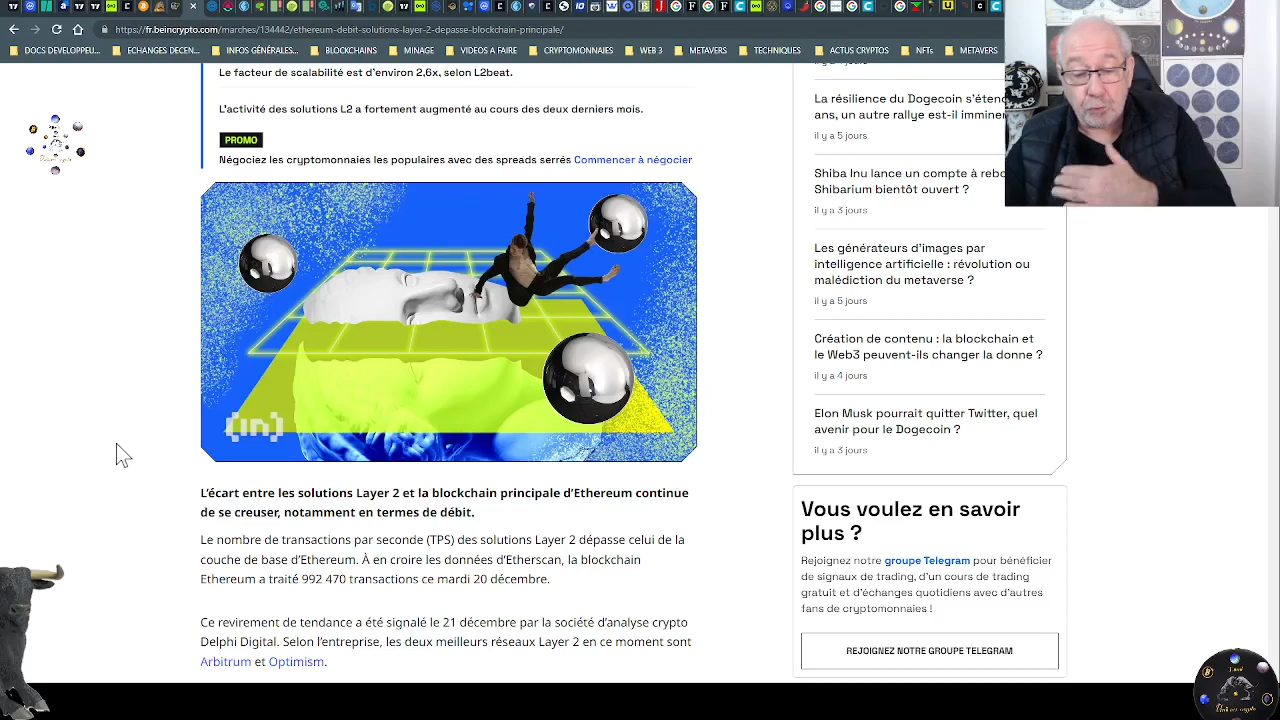 https://fr.beincrypto.com/marches/134412/ethereum-defi-solutions-layer-2-depassent-blockchain-principale/
DOCS DEVELOPPEU...
ECHANGES DECEN...
INFOS GÉNÉRALES...
BLOCKCHAINS
MINAGE
VIDEOS A FAIRE
CRYPTOMONNAIES
WEB 3
METAVERS
TECHNIQUES
ACTUS CRYPTOS
NFTs
METAVERS
Le facteur de scalabilité est d'environ 2,6x, selon L2beat.
L'activité des solutions L2 a fortement augmenté au cours des deux derniers mois.
PROMO
Négociez les cryptomonnaies les populaires avec des spreads serrés Commencer à négocier
L'écart entre les solutions Layer 2 et la blockchain principale d'Ethereum continue
de se creuser, notamment en termes de débit.
Le nombre de transactions par seconde (TPS) des solutions Layer 2 dépasse celui de la
couche de base d'Ethereum. À en croire les données d'Etherscan, la blockchain
Ethereum a traité 992 470 transactions ce mardi 20 décembre.
Ce revirement de tendance a été signalé le 21 décembre par la société d'analyse crypto
Delphi Digital. Selon l'entreprise, les deux meilleurs réseaux Layer 2 en ce moment sont
Arbitrum et Optimism.
La résilience du Dogecoin s'éten
ans, un autre rallye est-il imminen
il y a 5 jours
Shiba Inu lance un compte à rebo
Shibarium bientôt ouvert ?
il y a 3 jours
Les générateurs d'images par
intelligence artificielle : révolution ou
malédiction du metaverse ?
il y a 5 jours
Création de contenu : la blockchain et
le Web3 peuvent-ils changer la donne ?
il y a 4 jours
Elon Musk pourrait quitter Twitter, quel
avenir pour le Dogecoin ?
il y a 3 jours
Vous voulez en savoir
plus ?
Rejoignez notre groupe Telegram pour bénéficier
de signaux de trading, d'un cours de trading
gratuit et d'échanges quotidiens avec d'autres
fans de cryptomonnaies !
REJOIGNEZ NOTRE GROUPE TELEGRAM